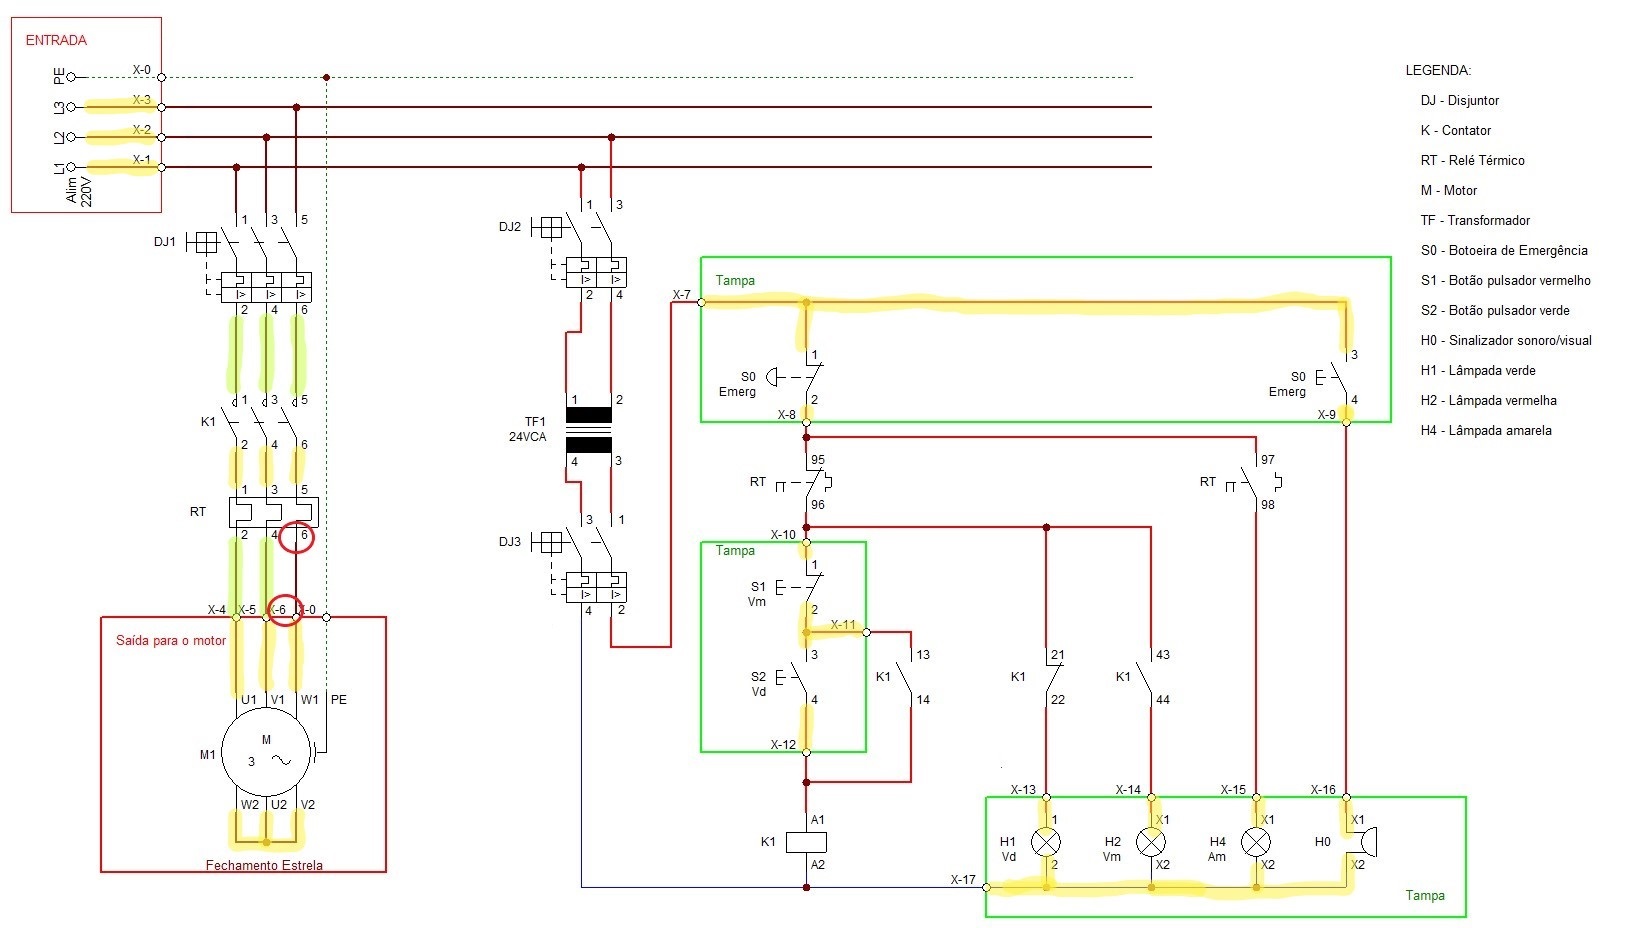 ENTRADA
PE
X-0
L3
X-3
L2
X-2
L1
X-1
Alim
220V
LEGENDA:
DJ - Disjuntor
K - Contator
RT - Relé Térmico
M - Motor
TF - Transformador
S0 - Botoeira de Emergência
S1 - Botão pulsador vermelho
S2 - Botão pulsador verde
H0 - Sinalizador sonoro/visual
H1 - Lâmpada verde
H2 - Lâmpada vermelha
H4 - Lâmpada amarela
DJ1
1 3 5
I> I> I>
2 4 6
K1
1 3 5
2 4 6
RT
1 3 5
2 4 6
X-4 X-5 X-6 X-0
Saída para o motor
U1 V1 W1 PE
M1
M
3
W2 U2 V2
Fechamento Estrela
DJ2
1 3
I> I>
2 4
TF1
24VCA
1 2
4 3
DJ3
3 1
I> I>
4 2
X-7
Tampa
S0
Emerg
1
2
X-8
S0
Emerg
3
4
X-9
RT
95
96
RT
97
98
X-10
Tampa
S1
Vm
1
2
X-11
S2
Vd
3
4
X-12
K1
13
14
K1
21
22
K1
43
44
K1
A1
A2
X-13 X-14 X-15 X-16
H1
Vd
1
2
H2
Vm
X1
X2
H4
Am
X1
X2
H0
X1
X2
X-17
Tampa